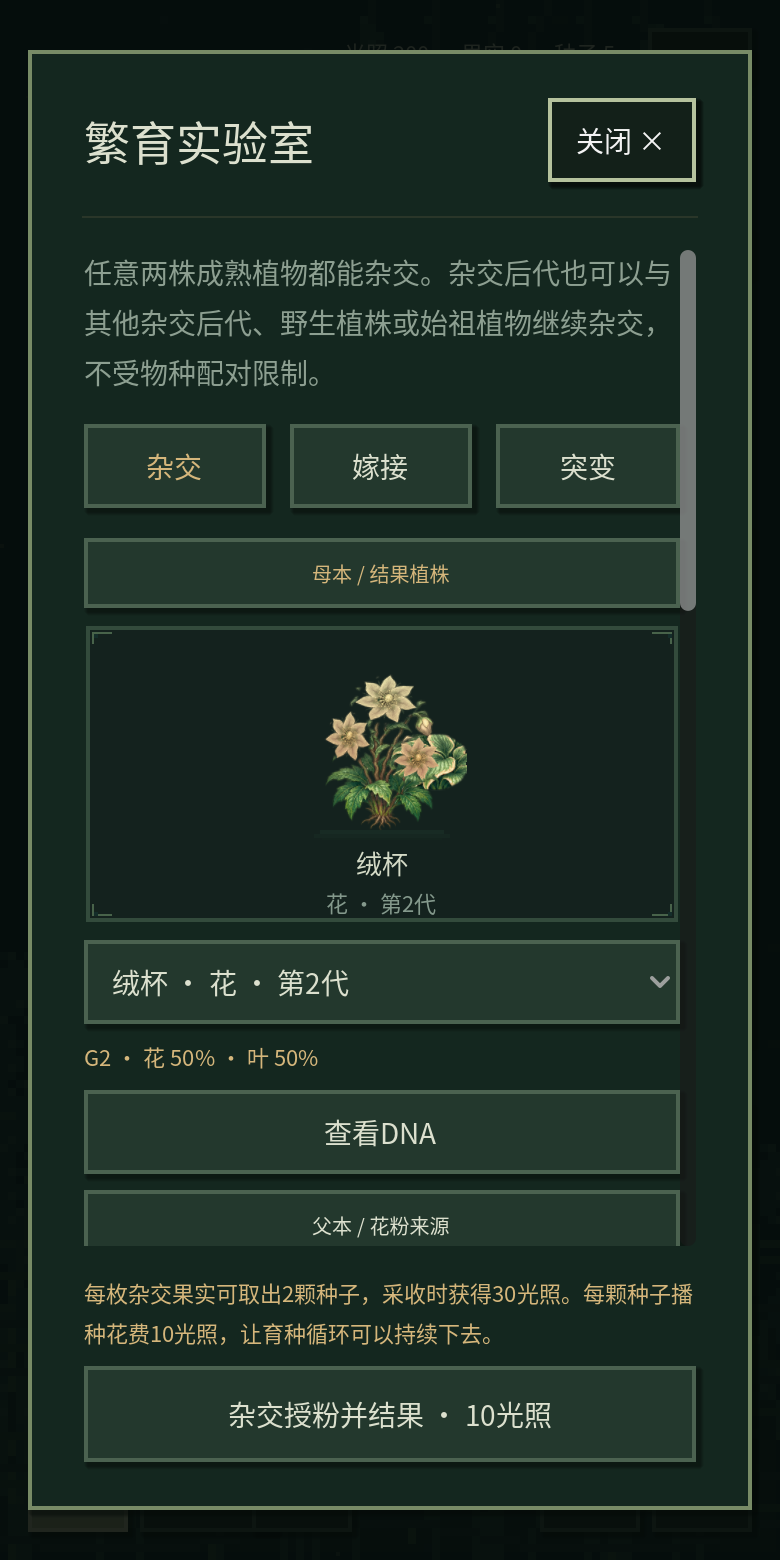 繁育实验室
关闭 ×
任意两株成熟植物都能杂交。杂交后代也可以与
其他杂交后代、野生植株或始祖植物继续杂交，
不受物种配对限制。
杂交
嫁接
突变
母本 / 结果植株
绒杯
花 · 第2代
绒杯 · 花 · 第2代
G2 · 花 50% · 叶 50%
查看DNA
父本 / 花粉来源
每枚杂交果实可取出2颗种子，采收时获得30光照。每颗种子播
种花费10光照，让育种循环可以持续下去。
杂交授粉并结果 · 10光照